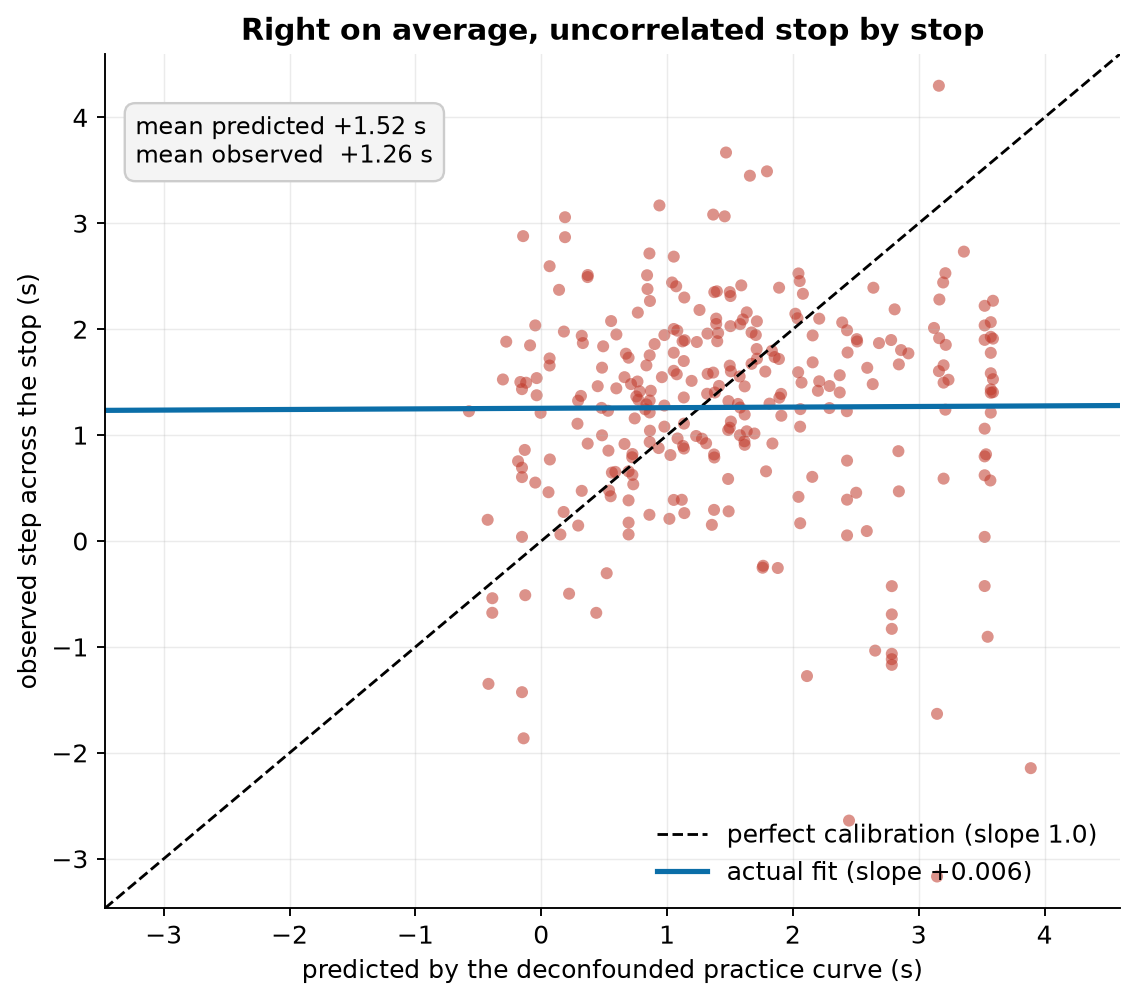 Right on average, uncorrelated stop by stop
mean predicted +1.52 s
mean observed +1.26 s
observed step across the stop (s)
4
3
2
1
0
−1
−2
−3
perfect calibration (slope 1.0)
actual fit (slope +0.006)
−3 −2 −1 0 1 2 3 4
predicted by the deconfounded practice curve (s)